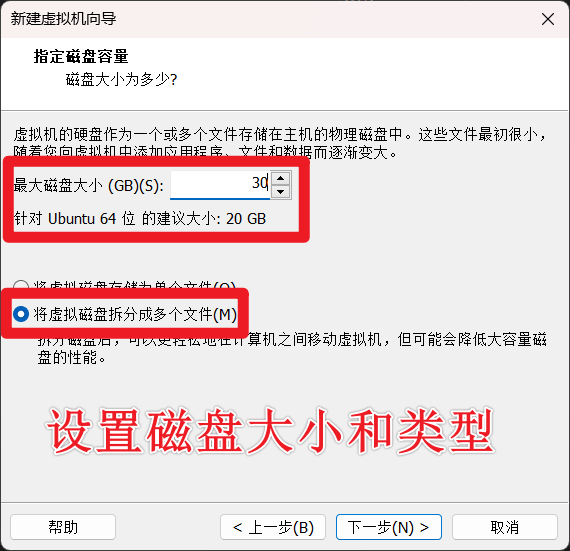 新建虚拟机向导
指定磁盘容量
磁盘大小为多少?
虚拟机的硬盘作为一个或多个文件存储在主机的物理磁盘中。这些文件最初很小，
随着您向虚拟机中添加应用程序、文件和数据而逐渐变大。
最大磁盘大小 (GB)(S): 30
针对 Ubuntu 64 位 的建议大小: 20 GB
将虚拟磁盘存储为单个文件(O)
将虚拟磁盘拆分成多个文件(M)
拆分磁盘后，可以更轻松地在计算机之间移动虚拟机，但可能会降低大容量磁
盘的性能。
设置磁盘大小和类型
帮助 < 上一步(B) 下一步(N) > 取消